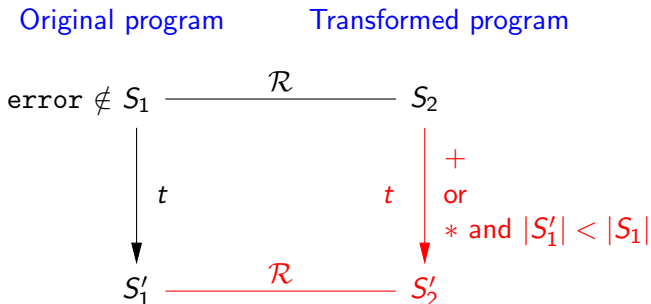 Original program Transformed program
error ∉ S₁ R S₂
t t + or * and |S′₁| < |S₁|
S′₁ R S′₂